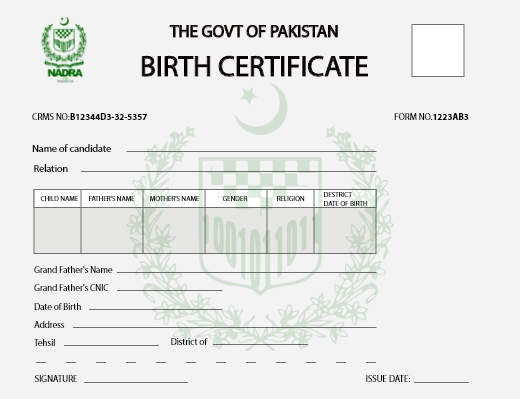 THE GOVT OF PAKISTAN
BIRTH CERTIFICATE
NADRA
CRMS NO:B12344D3-32-5357
FORM NO.1223AB3
Name of candidate
Relation
CHILD NAME FATHER'S NAME MOTHER'S NAME GENDER RELIGION DESTRICT
DATE OF BIRTH
Grand Father's Name
Grand Father's CNIC
Date of Birth
Address
Tehsil District of
SIGNATURE ISSUE DATE: